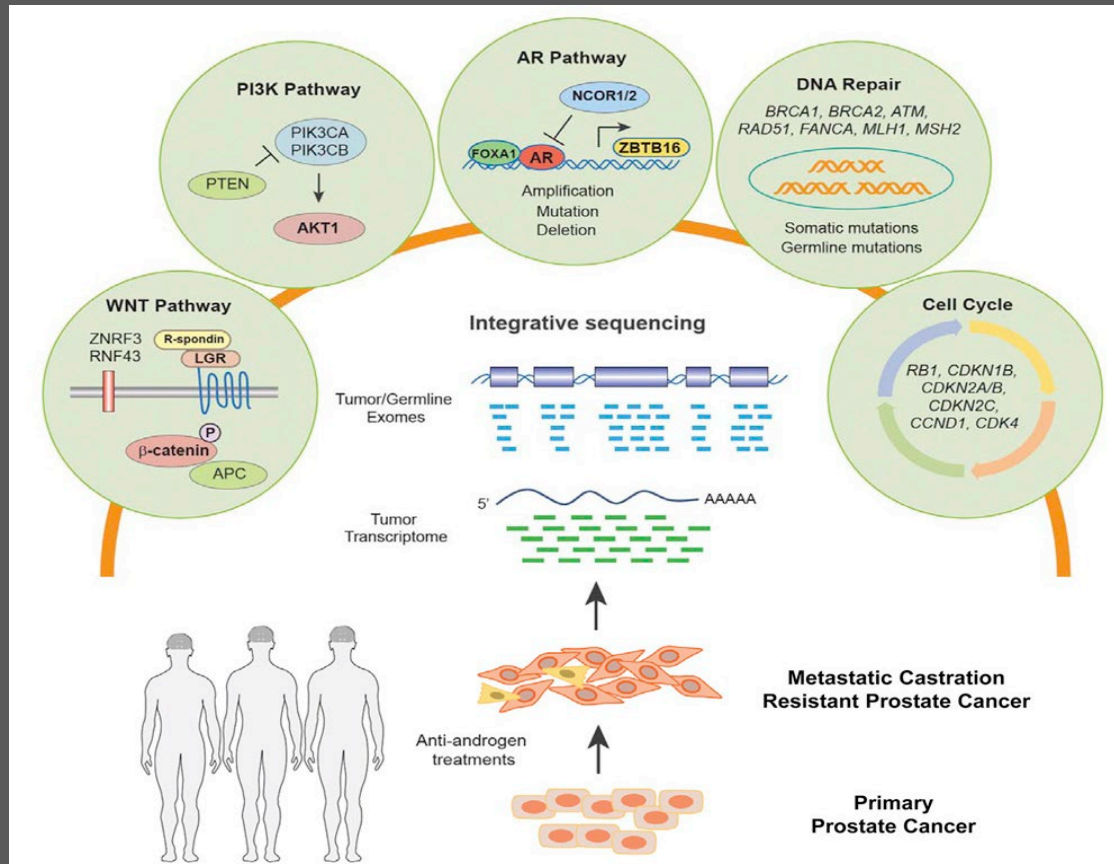 AR Pathway
NCOR1/2
FOXA1
AR
ZBTB16
Amplification
Mutation
Deletion
PI3K Pathway
PIK3CA
PIK3CB
PTEN
AKT1
DNA Repair
BRCA1, BRCA2, ATM,
RAD51, FANCA, MLH1, MSH2
Somatic mutations
Germline mutations
WNT Pathway
ZNRF3
RNF43
R-spondin
LGR
P
β-catenin
APC
Cell Cycle
RB1, CDKN1B,
CDKN2A/B,
CDKN2C,
CCND1, CDK4
Integrative sequencing
Tumor/Germline
Exomes
5' AAAAA
Tumor
Transcriptome
Metastatic Castration
Resistant Prostate Cancer
Anti-androgen
treatments
Primary
Prostate Cancer